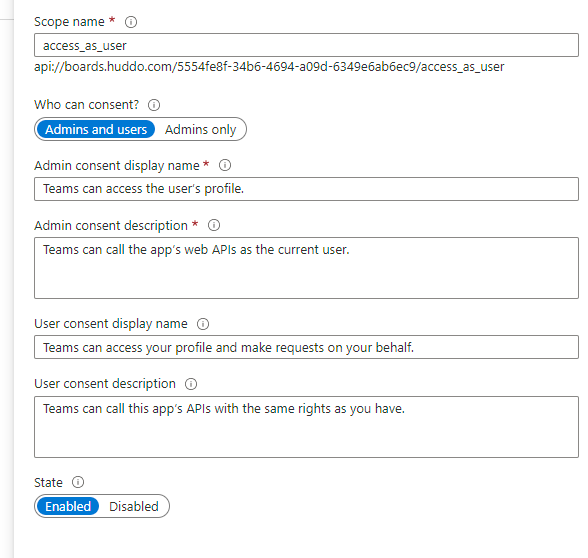 Scope name *
access_as_user
api://boards.huddo.com/5554fe8f-34b6-4694-a09d-6349e6ab6ec9/access_as_user
Who can consent?
Admins and users Admins only
Admin consent display name *
Teams can access the user's profile.
Admin consent description *
Teams can call the app's web APIs as the current user.
User consent display name
Teams can access your profile and make requests on your behalf.
User consent description
Teams can call this app's APIs with the same rights as you have.
State
Enabled Disabled